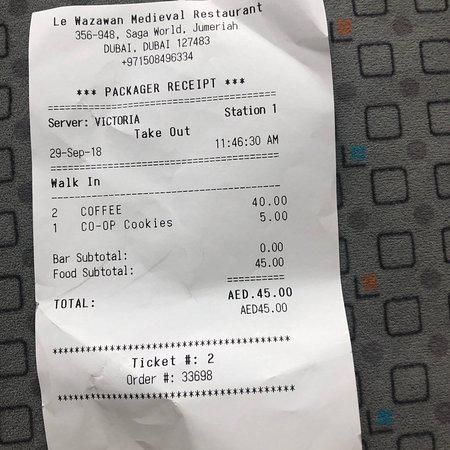 Le Wazawan Medieval Restaurant
356-948, Saga World, Jumeriah
DUBAI, DUBAI 127483
+971508496334
*** PACKAGER RECEIPT ***
Server: VICTORIA Station 1
Take Out
29-Sep-18 11:46:30 AM
Walk In
2 COFFEE 40.00
1 CO-OP Cookies 5.00
Bar Subtotal: 0.00
Food Subtotal: 45.00
TOTAL: AED.45.00
AED45.00
Ticket #: 2
Order #: 33698